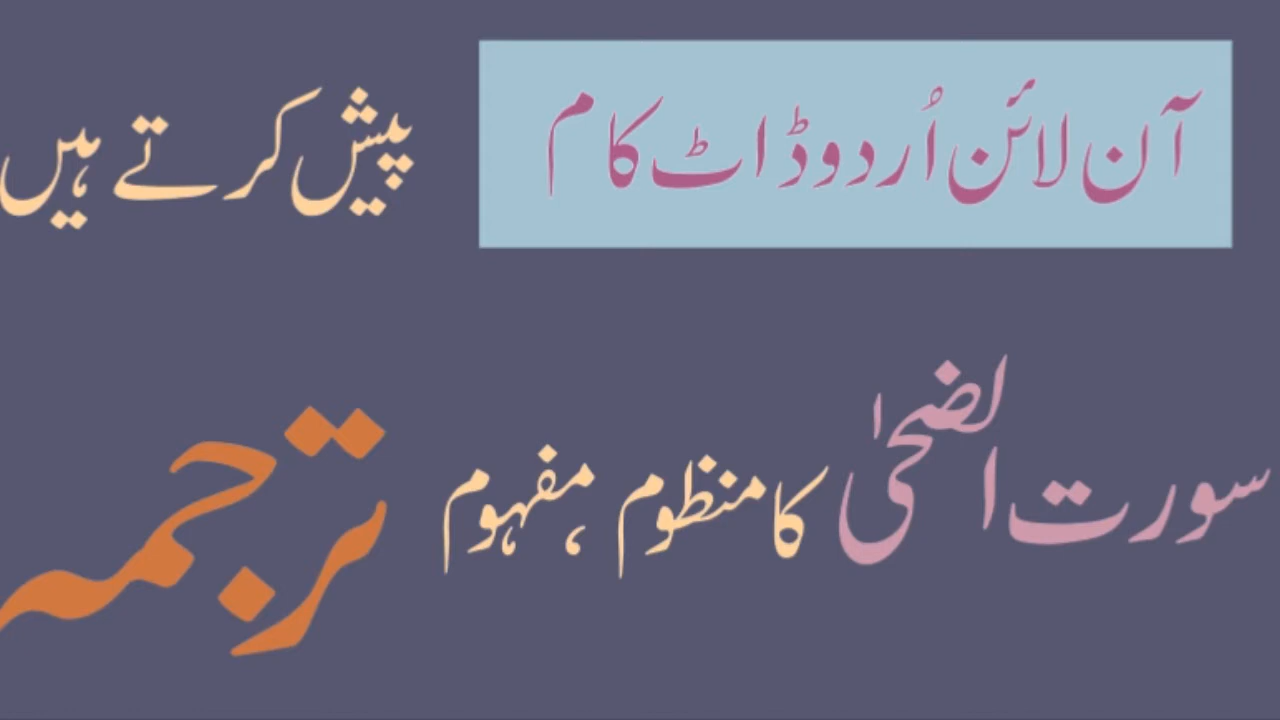 آن لائن اُردو ڈاٹ کام پیش کرتے ہیں
سورت الضحیٰ کا منظوم ،مفہوم ترجمہ